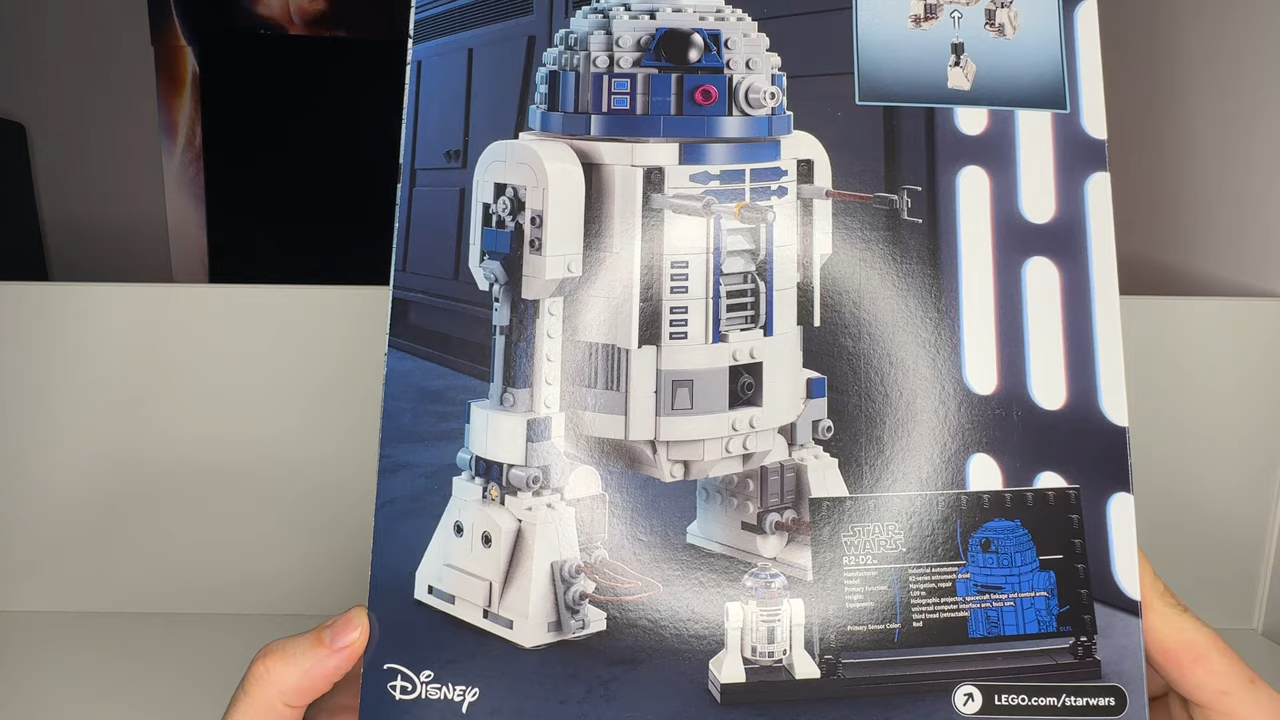 STAR
WARS
R2-D2™
Manufacturer: Industrial Automaton
Model: R2-series astromech droid
Primary Function: Navigation, repair
Height: 1.09 m
Equipment: Holographic projector, spacecraft linkage and control arms,
universal computer interface arm, buzz saw,
third tread (retractable)
Primary Sensor Color: Red
Disney
LEGO.com/starwars